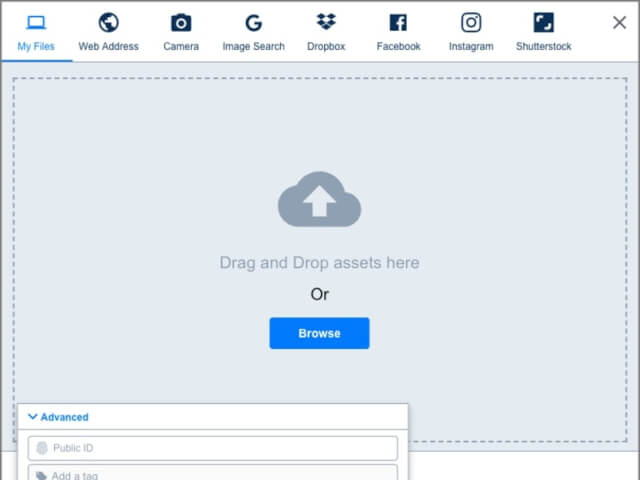 My Files Web Address Camera Image Search Dropbox Facebook Instagram Shutterstock
Drag and Drop assets here
Or
Browse
Advanced
Public ID
Add a tag